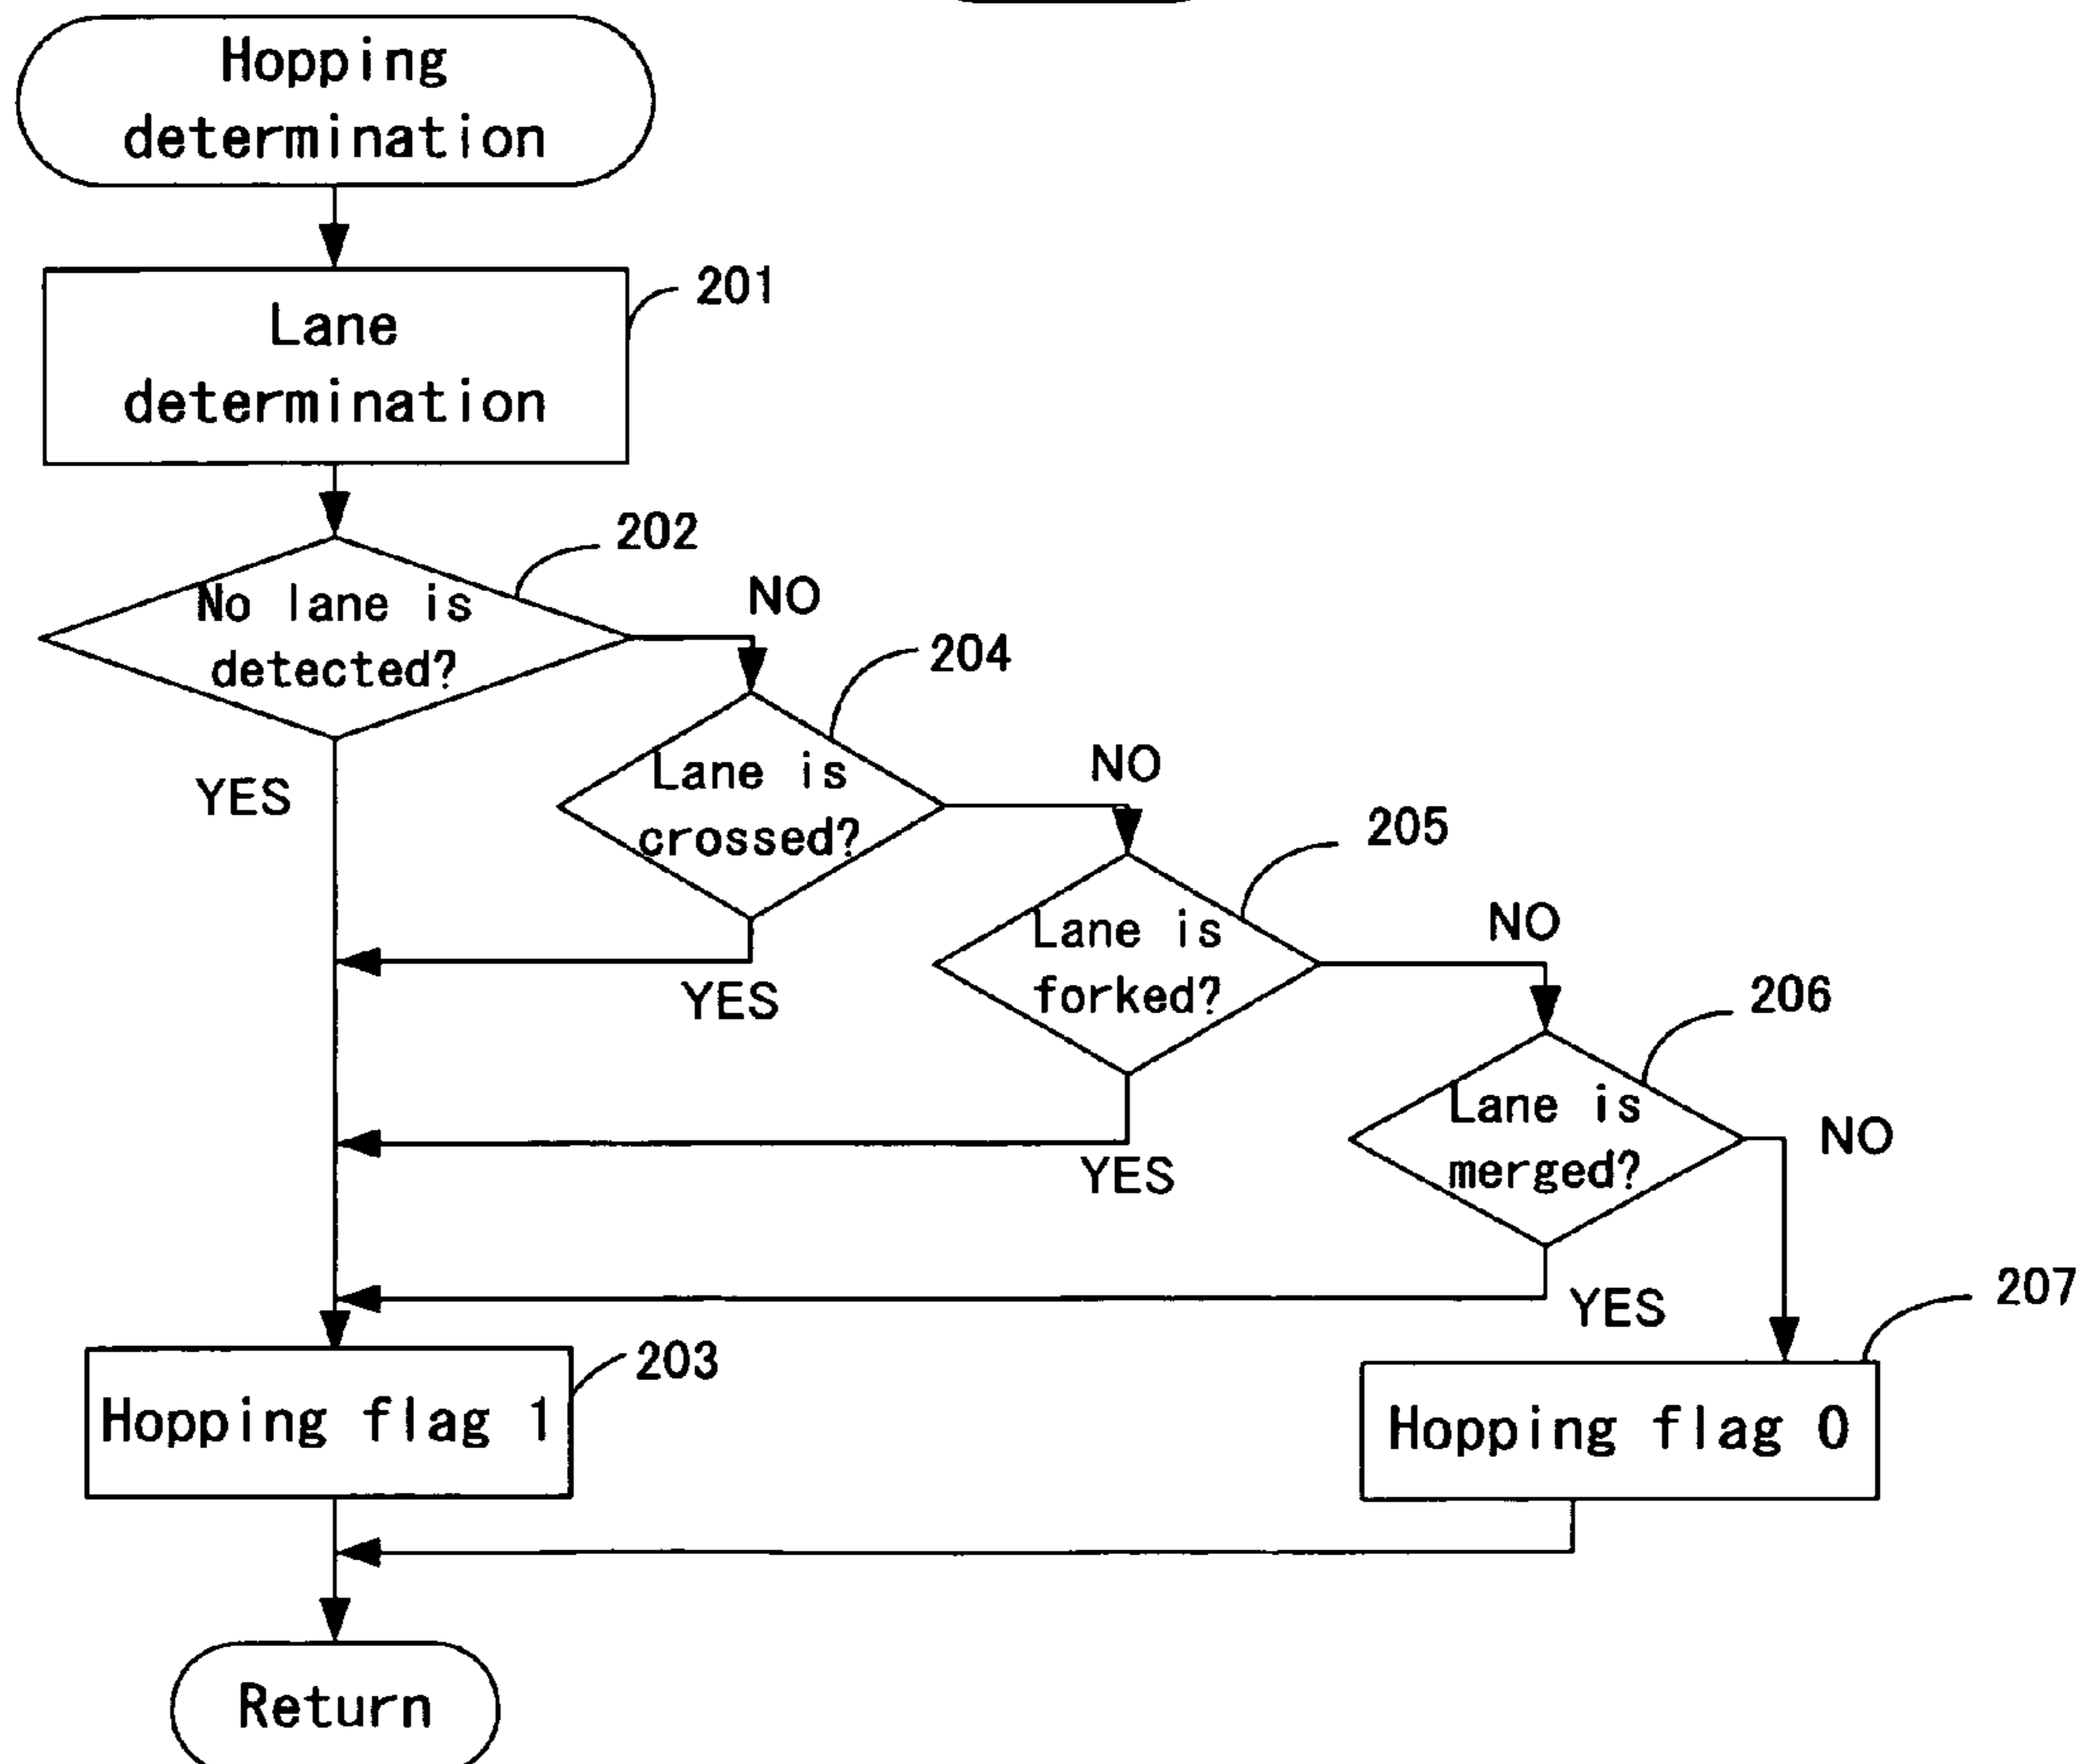 Hopping
determination
201
Lane
determination
202
No lane is
detected?
NO
YES
204
Lane is
crossed?
NO
YES
205
Lane is
forked?
NO
YES
206
Lane is
merged?
NO
YES
203
Hopping flag 1
207
Hopping flag 0
Return